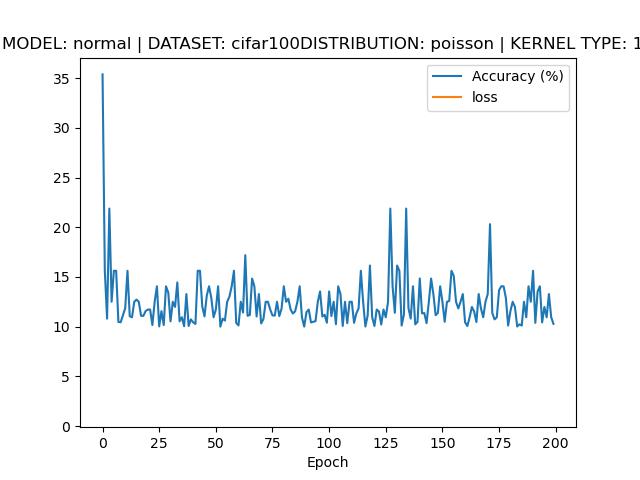 MODEL: normal | DATASET: cifar100DISTRIBUTION: poisson | KERNEL TYPE: 1
Accuracy (%)
loss
35
30
25
20
15
10
5
0
0 25 50 75 100 125 150 175 200
Epoch